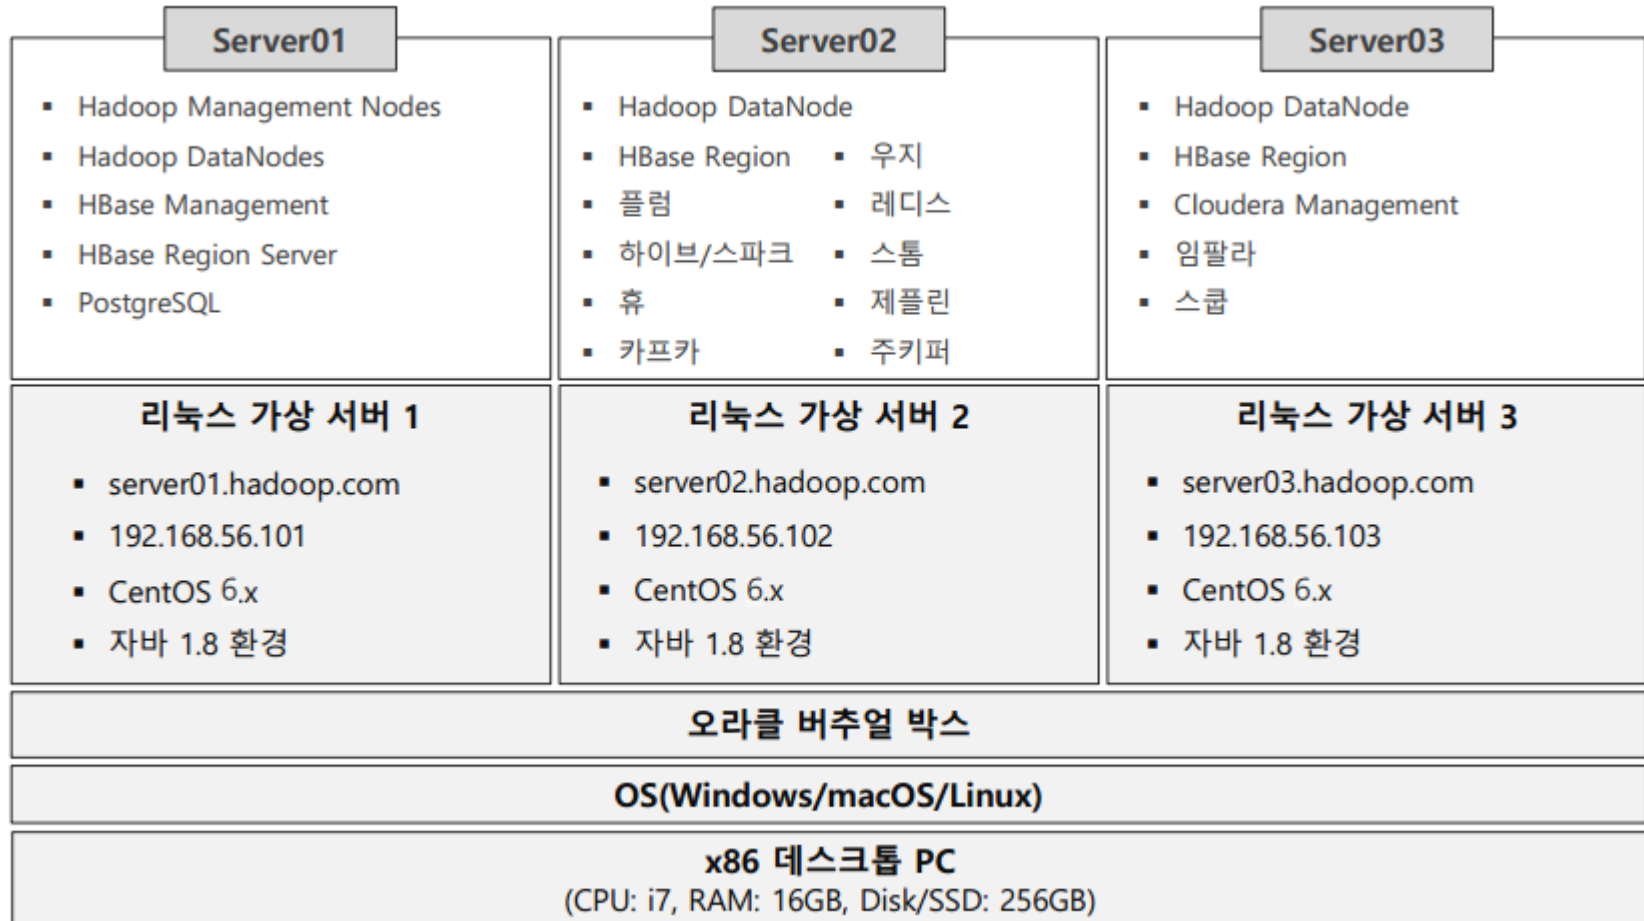 Server01
Hadoop Management Nodes
Hadoop DataNodes
HBase Management
HBase Region Server
PostgreSQL
Server02
Hadoop DataNode
HBase Region
플럼
하이브/스파크
휴
카프카
우지
레디스
스톰
제플린
주키퍼
Server03
Hadoop DataNode
HBase Region
Cloudera Management
임팔라
스쿱
리눅스 가상 서버 1
server01.hadoop.com
192.168.56.101
CentOS 6.x
자바 1.8 환경
리눅스 가상 서버 2
server02.hadoop.com
192.168.56.102
CentOS 6.x
자바 1.8 환경
리눅스 가상 서버 3
server03.hadoop.com
192.168.56.103
CentOS 6.x
자바 1.8 환경
오라클 버추얼 박스
OS(Windows/macOS/Linux)
x86 데스크톱 PC
(CPU: i7, RAM: 16GB, Disk/SSD: 256GB)